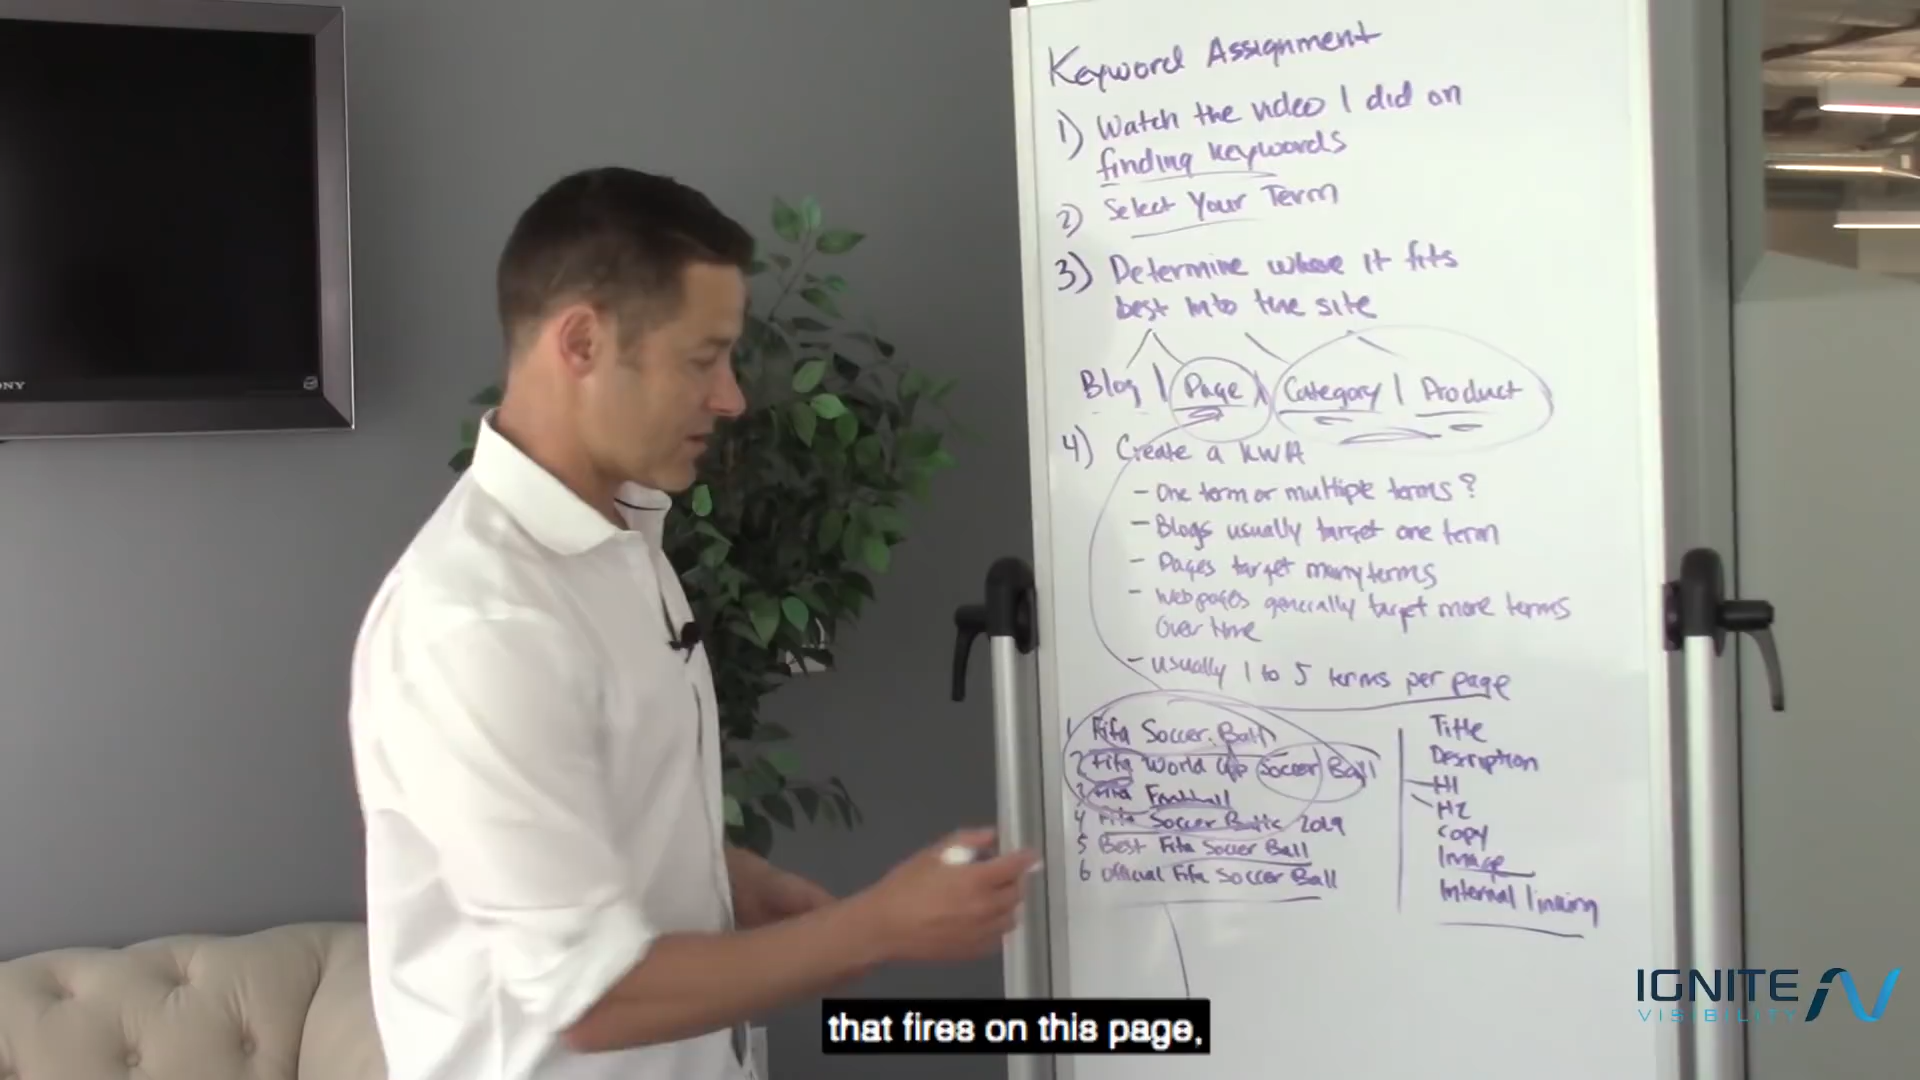 Keyword Assignment
1) Watch the video I did on
finding keywords
2) Select Your Term
3) Determine where it fits
best into the site
Blog | Page | Category | Product
4) Create a KWA
- One term or multiple terms?
- Blogs usually target one term
- Pages target many terms
- Webpages generally target more terms
over time
- usually 1 to 5 terms per page
1 Fifa Soccer Ball
2 Fifa World Cup Soccer Ball
3 Fifa Football
4 Fifa Soccer Balls 2019
5 Best Fifa Soccer Ball
6 official Fifa Soccer Ball
Title
Description
H1
H2
Copy
Image
Internal linking
SONY
that fires on this page,
IGNITE
VISIBILITY